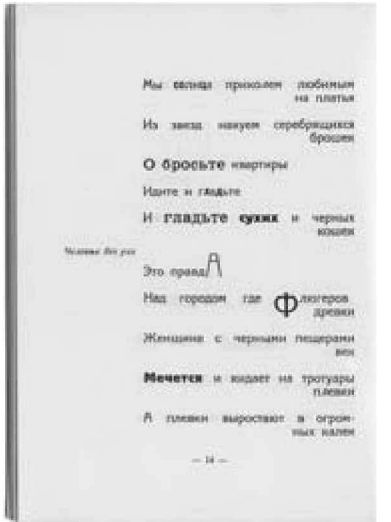 Мы солнца приколем любимым
на платья
Из звезд накуем серебрящихся
брошек
О бросьте квартиры
Идите и гладьте
И гладьте сухих и черных
кошек
Человек без уха
Это правдА
Над городом где Флюгеров
древки
Женщина с черными пещерами
век
Мечется и кидает на тротуары
плевки
А плевки выростают в огром-
ных калек
— 14 —